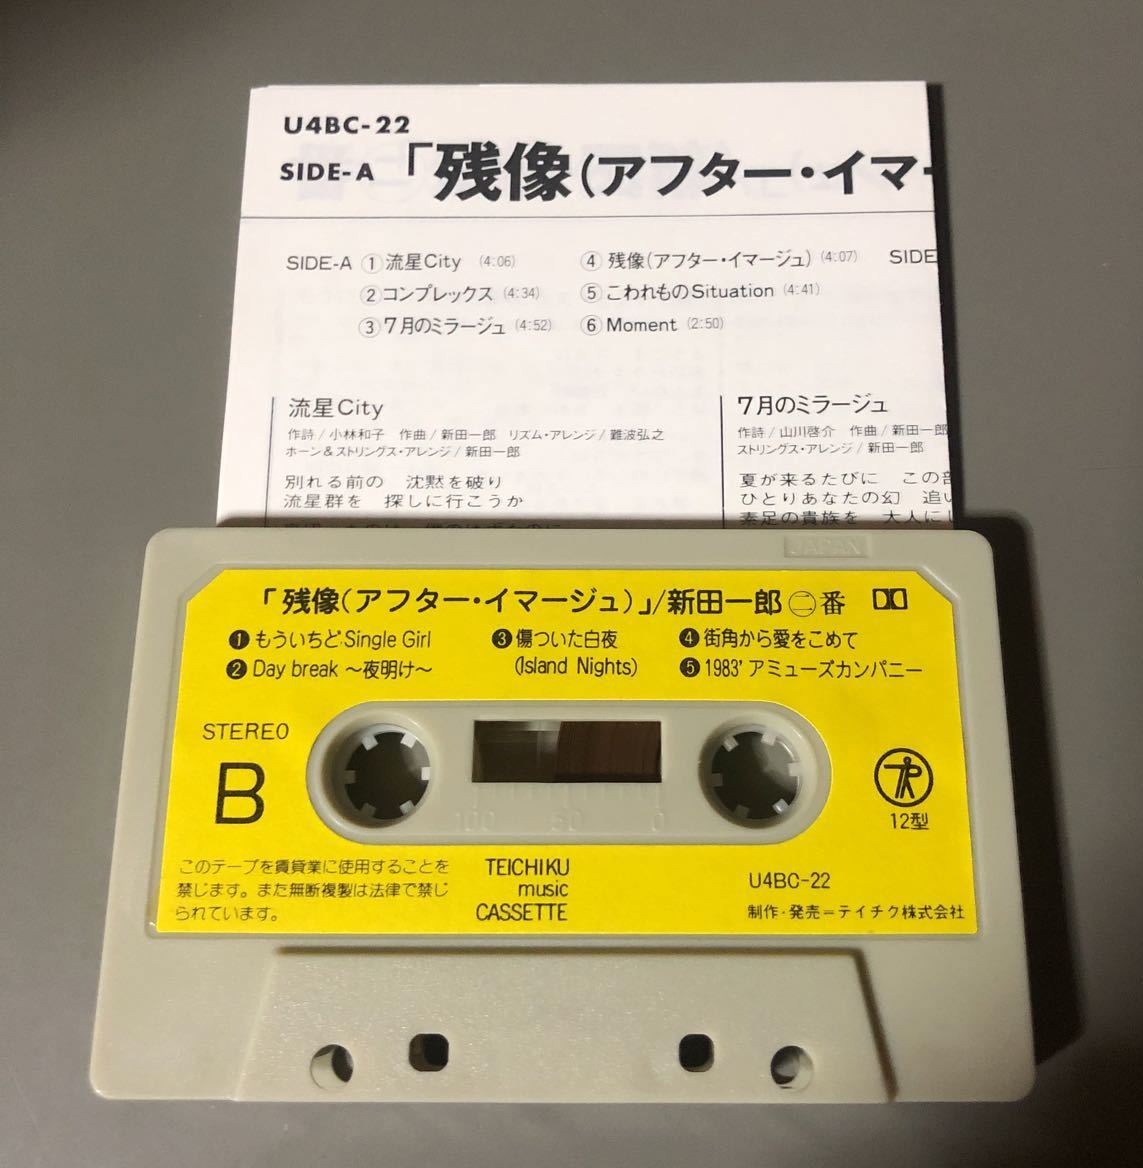 U4BC-22
SIDE-A 「残像(アフター・イマー
SIDE-A ①流星City (4:06) ④残像(アフター・イマージュ) (4:07) SIDE
②コンプレックス (4:34) ⑤こわれものSituation (4:41)
③7月のミラージュ (4:52) ⑥Moment (2:50)
流星City
作詩/小林和子 作曲/新田一郎 リズム・アレンジ/難波弘之
ホーン&ストリングス・アレンジ/新田一郎
別れる前の 沈黙を破り
流星群を 探しに行こうか
7月のミラージュ
作詩/山川啓介 作曲/新田一郎
ストリングス・アレンジ/新田一郎
夏が来るたびに この
ひとりあなたの幻 追い
素足の貴族を 大人にし
JAPAN
「残像(アフター・イマージュ)」/新田一郎㊁番
❶もういちどSingle Girl ❸傷ついた白夜 ❹街角から愛をこめて
❷Day break ～夜明け～ (Island Nights) ❺1983'アミューズカンパニー
STEREO
B
12型
100 50 0
このテープを賃貸業に使用することを
禁じます。また無断複製は法律で禁じ
られています。
TEICHIKU
music
CASSETTE
U4BC-22
制作・発売=テイチク株式会社